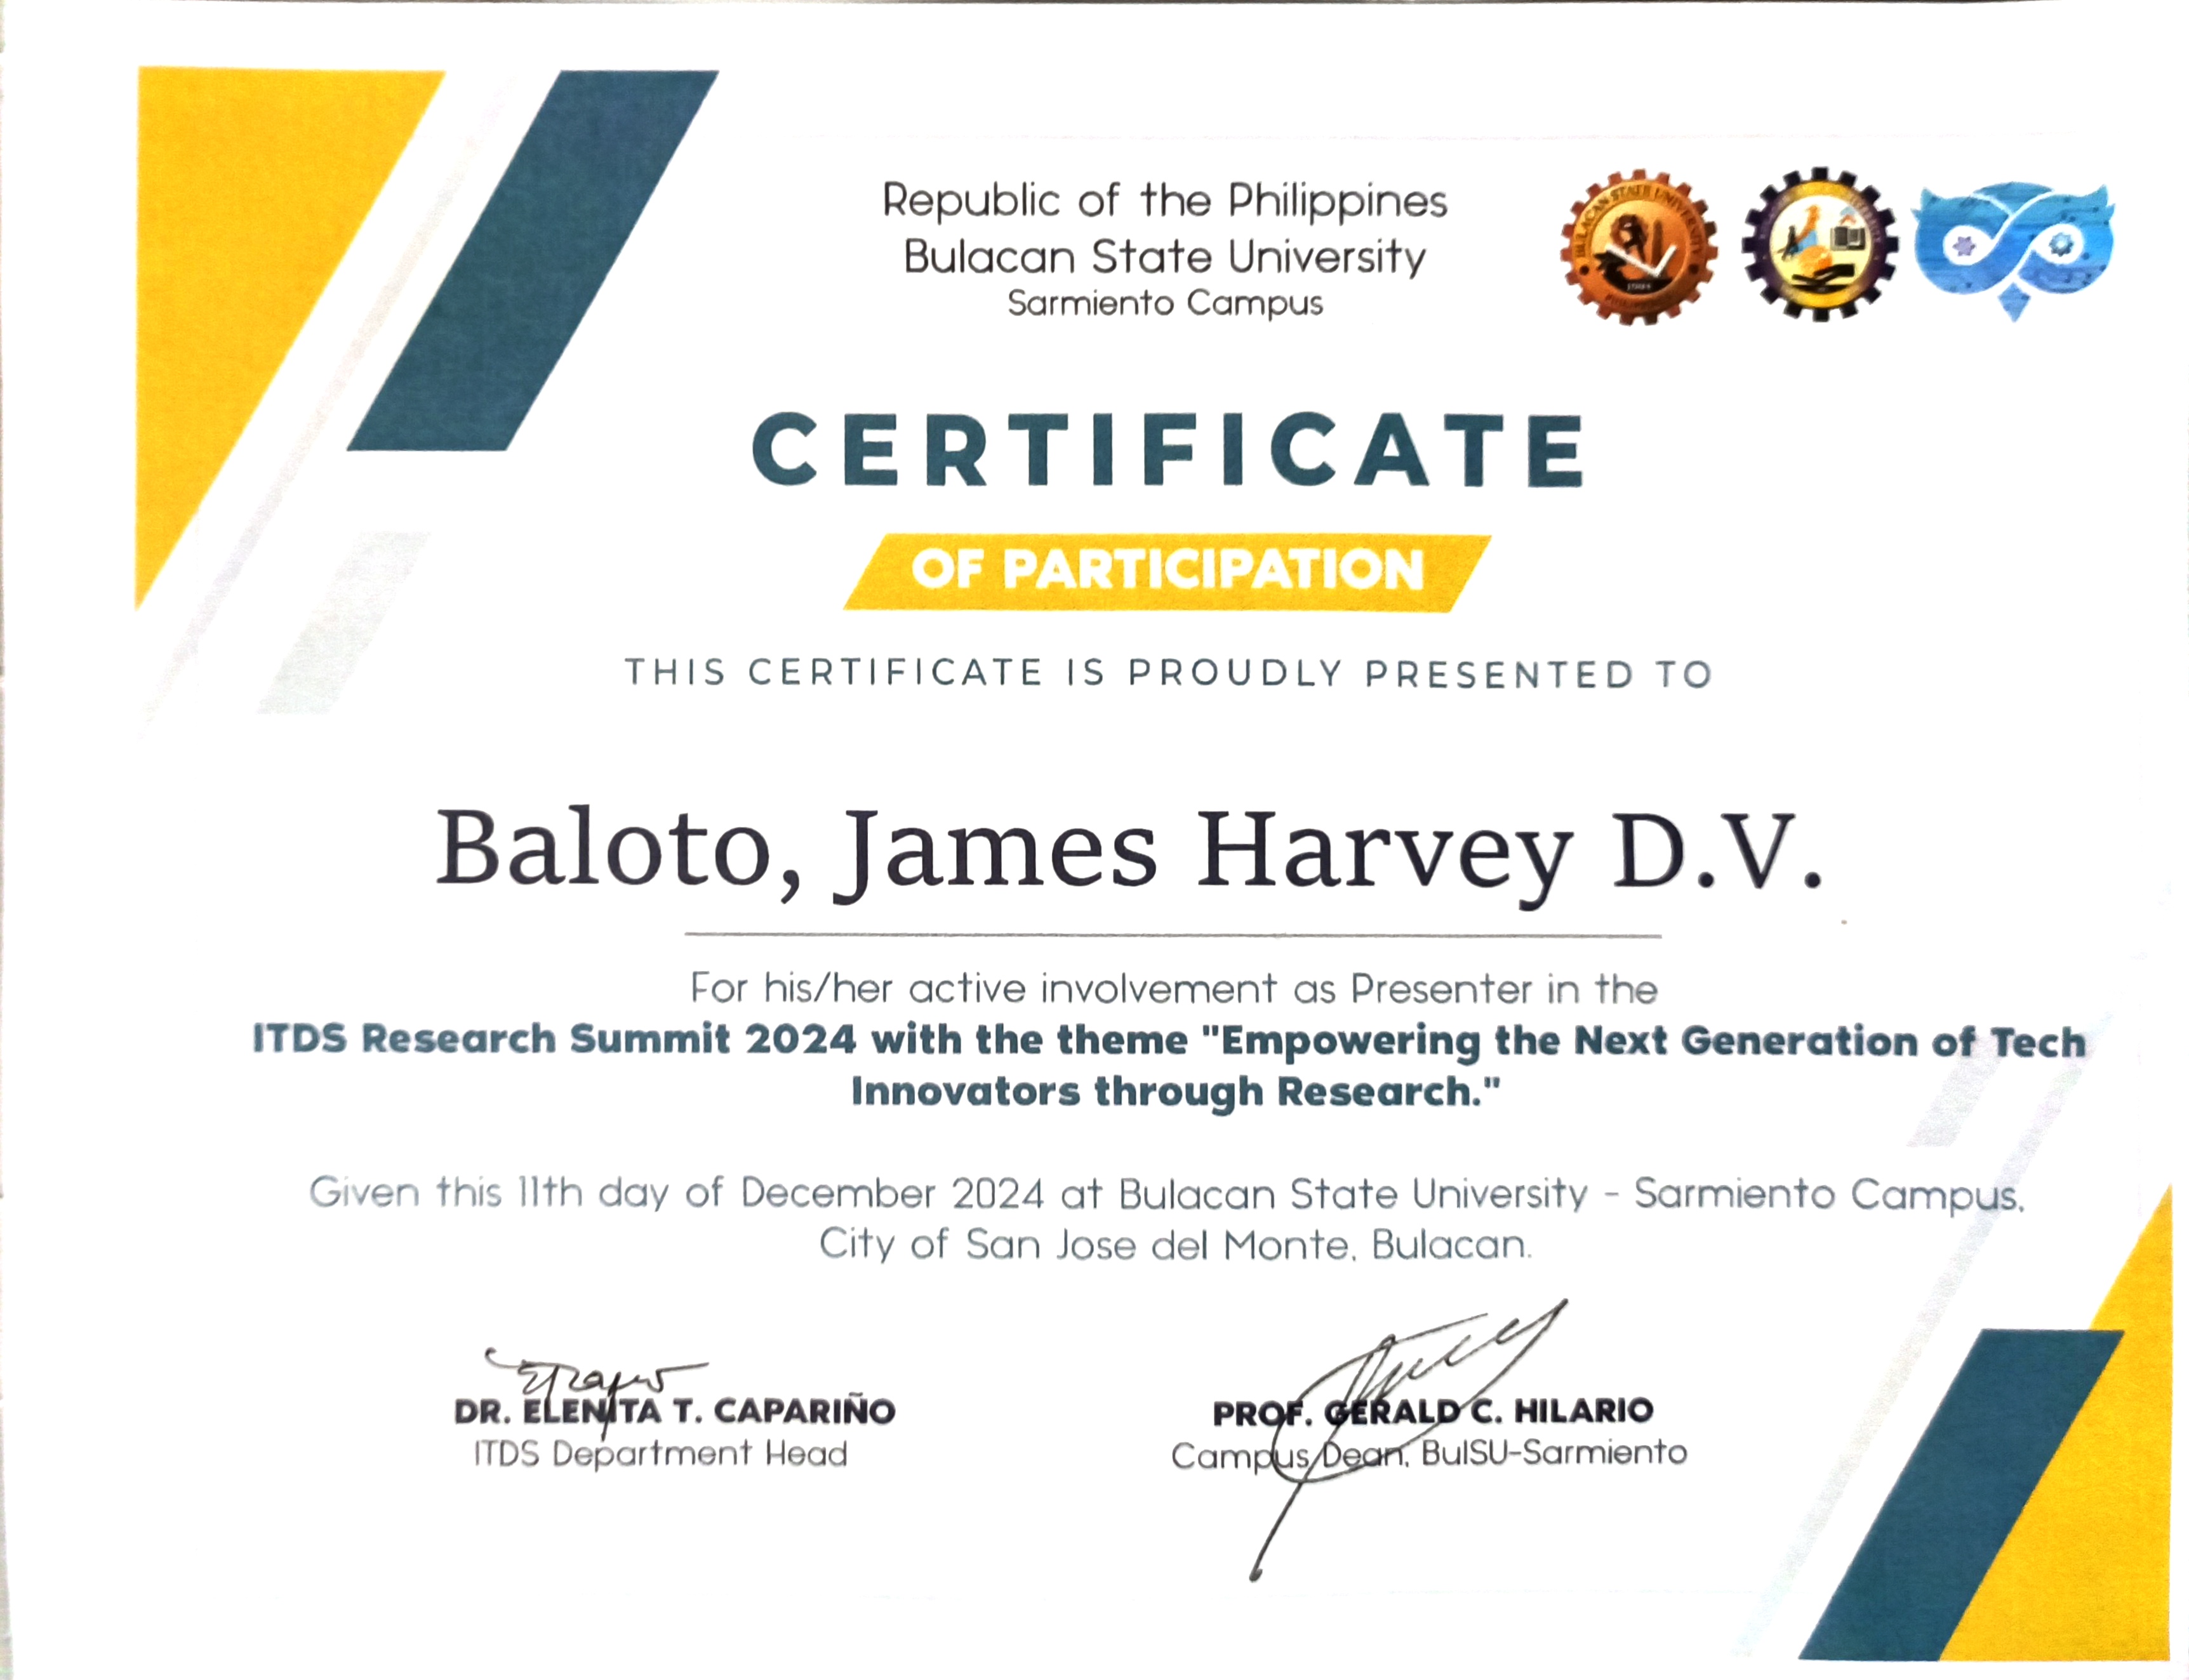 Republic of the Philippines
Bulacan State University
Sarmiento Campus
BULACAN STATE UNIVERSITY
CERTIFICATE
OF PARTICIPATION
THIS CERTIFICATE IS PROUDLY PRESENTED TO
Baloto, James Harvey D.V.
For his/her active involvement as Presenter in the
ITDS Research Summit 2024 with the theme "Empowering the Next Generation of Tech
Innovators through Research."
Given this 11th day of December 2024 at Bulacan State University - Sarmiento Campus,
City of San Jose del Monte, Bulacan.
DR. ELENITA T. CAPARIÑO
ITDS Department Head
PROF. GERALD C. HILARIO
Campus Dean, BulSU-Sarmiento